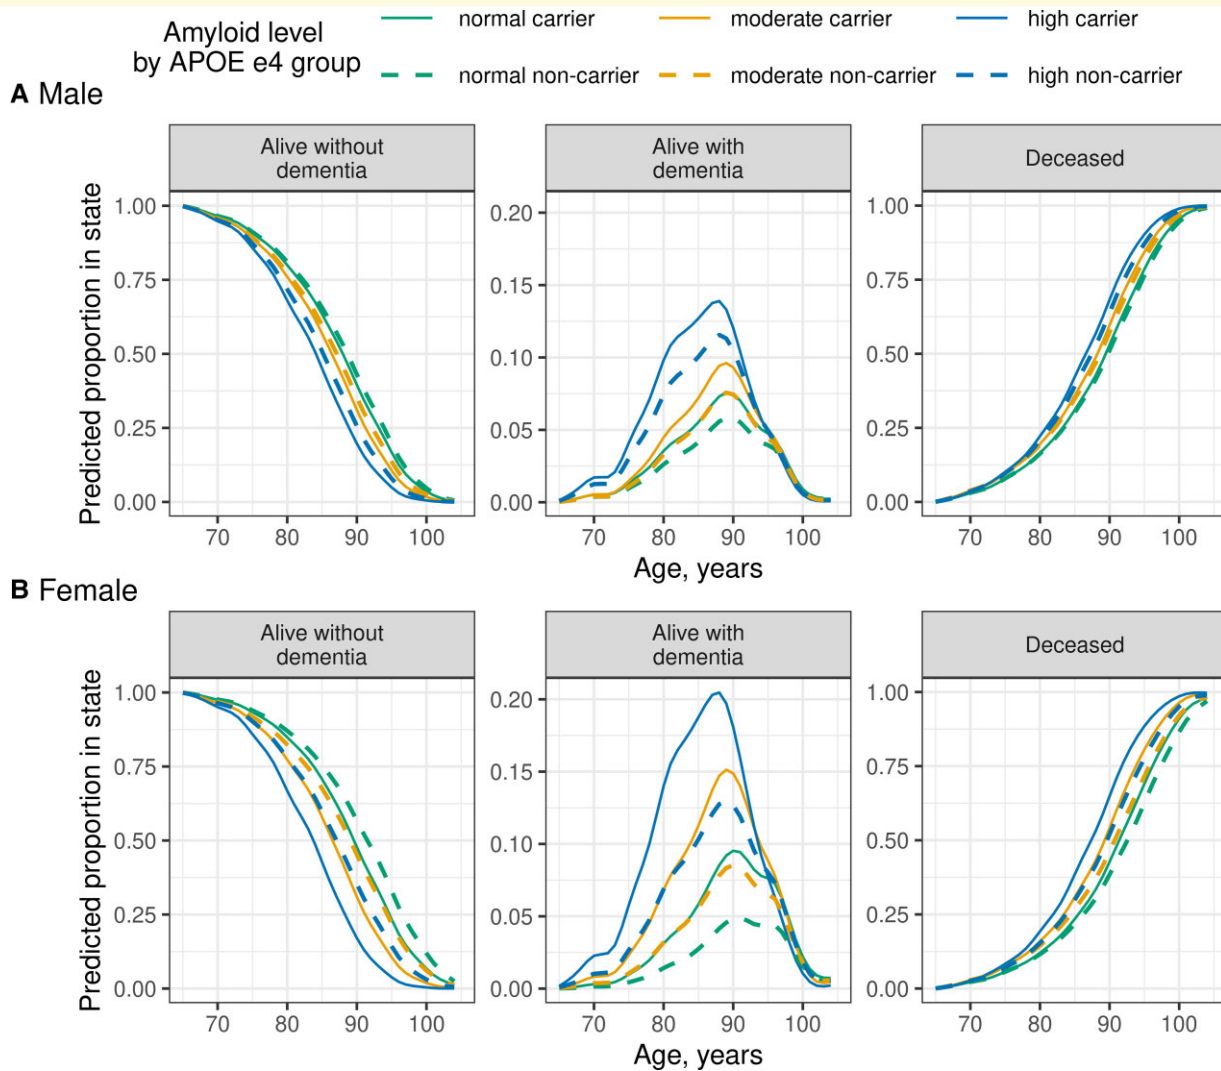 Amyloid level
by APOE e4 group
normal carrier
moderate carrier
high carrier
normal non-carrier
moderate non-carrier
high non-carrier
A Male
Alive without
dementia
Alive with
dementia
Deceased
Predicted proportion in state
1.00
0.75
0.50
0.25
0.00
0.20
0.15
0.10
0.05
0.00
1.00
0.75
0.50
0.25
0.00
70 80 90 100
70 80 90 100
70 80 90 100
Age, years
B Female
Alive without
dementia
Alive with
dementia
Deceased
Predicted proportion in state
1.00
0.75
0.50
0.25
0.00
0.20
0.15
0.10
0.05
0.00
1.00
0.75
0.50
0.25
0.00
70 80 90 100
70 80 90 100
70 80 90 100
Age, years